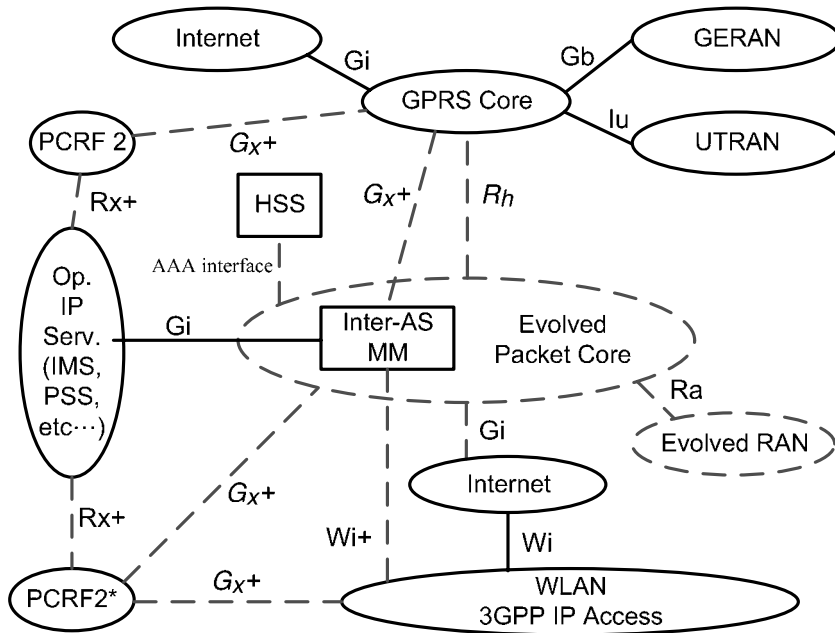 Internet
Gi
Gb
GERAN
GPRS Core
Iu
UTRAN
PCRF 2
Gx+
Rx+
HSS
Gx+
Rh
AAA interface
Op.
IP
Serv.
(IMS,
PSS,
etc…)
Gi
Inter-AS
MM
Evolved
Packet Core
Ra
Evolved RAN
Gi
Gx+
Internet
Rx+
Wi+
Wi
PCRF2*
Gx+
WLAN
3GPP IP Access